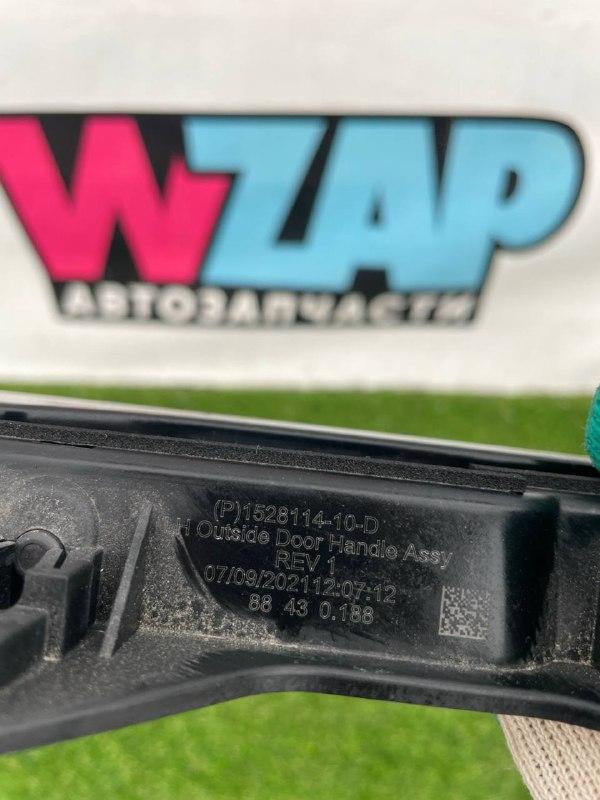 WZAP
АВТОЗАПЧАСТИ
(P)1528114-10-D
H Outside Door Handle Assy
REV 1
07/09/202112:07:12
88 43 0.188